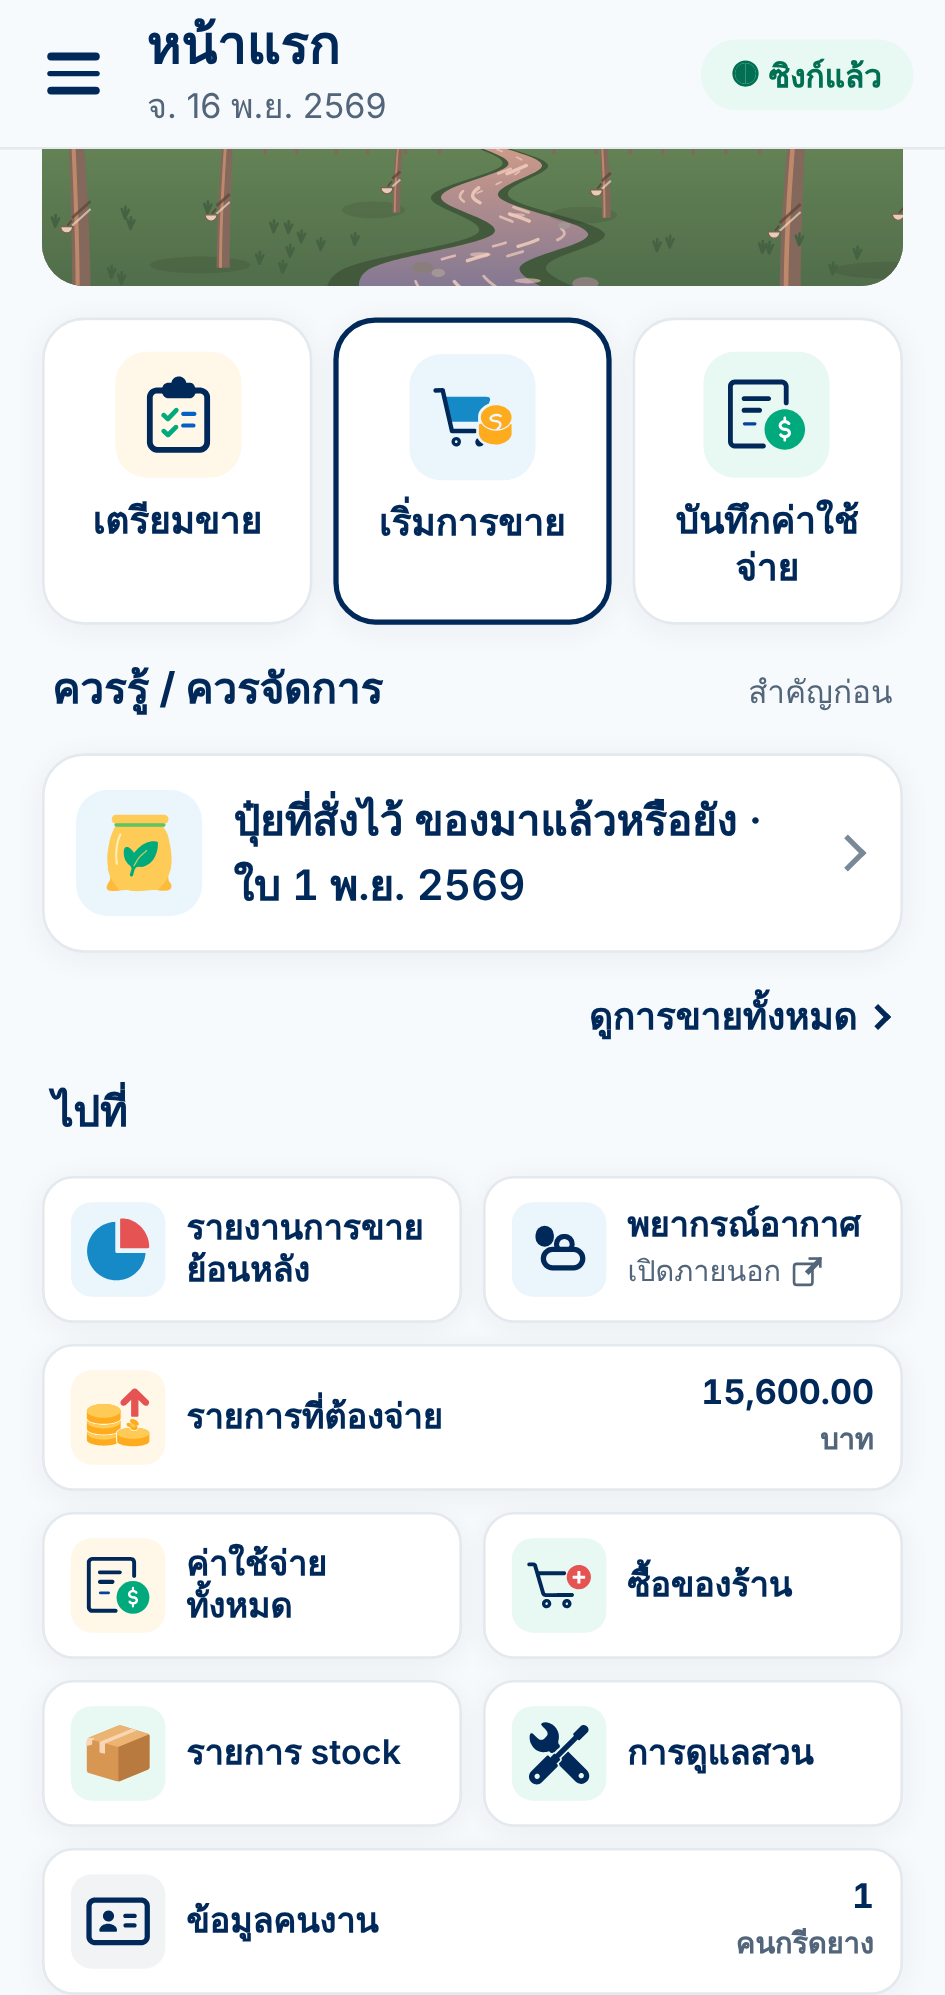 หน้าแรก
จ. 16 พ.ย. 2569
ซิงก์แล้ว
เตรียมขาย
เริ่มการขาย
บันทึกค่าใช้
จ่าย
ควรรู้ / ควรจัดการ
สำคัญก่อน
ปุ๋ยที่สั่งไว้ ของมาแล้วหรือยัง ·
ใบ 1 พ.ย. 2569
ดูการขายทั้งหมด
ไปที่
รายงานการขาย
ย้อนหลัง
พยากรณ์อากาศ
เปิดภายนอก
รายการที่ต้องจ่าย
15,600.00
บาท
ค่าใช้จ่าย
ทั้งหมด
ซื้อของร้าน
รายการ stock
การดูแลสวน
ข้อมูลคนงาน
1
คนกรีดยาง